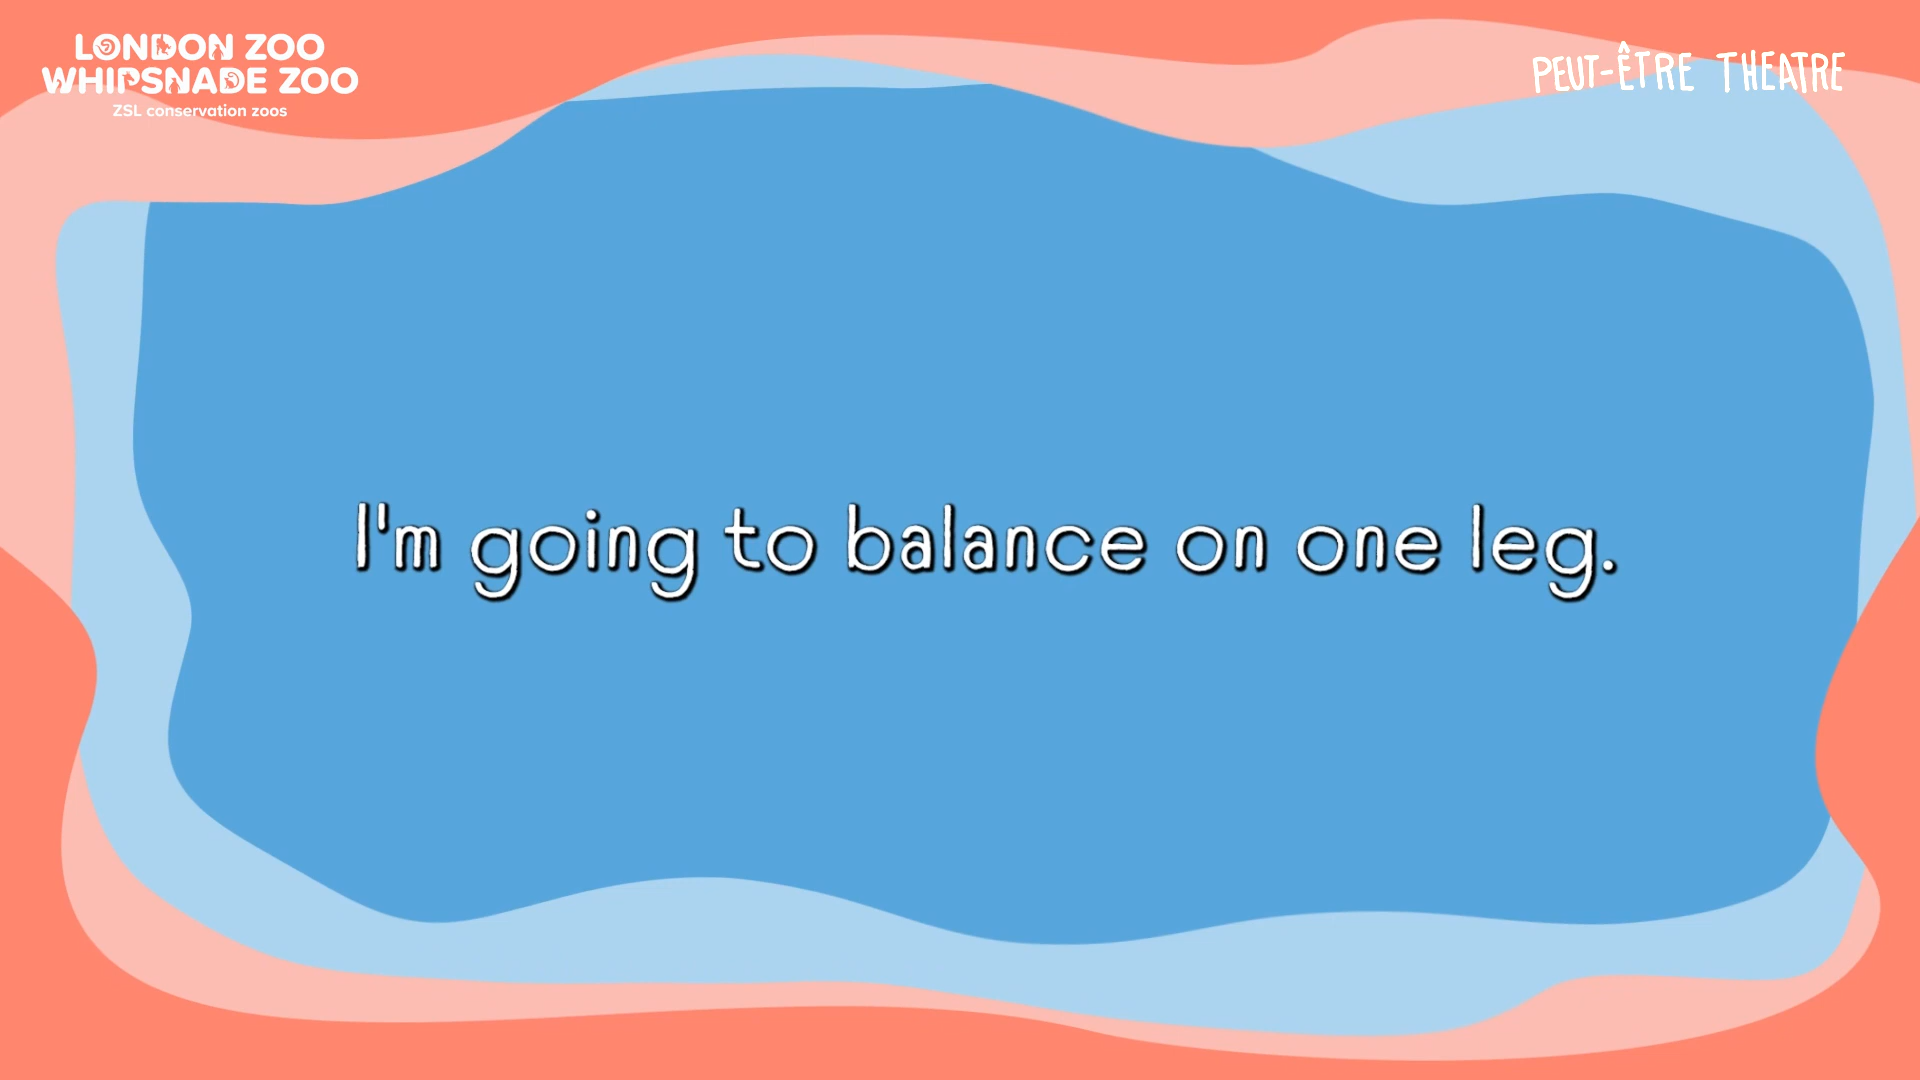 LONDON ZOO
WHIPSNADE ZOO
ZSL conservation zoos
PEUT-ÊTRE THEATRE
I'm going to balance on one leg.